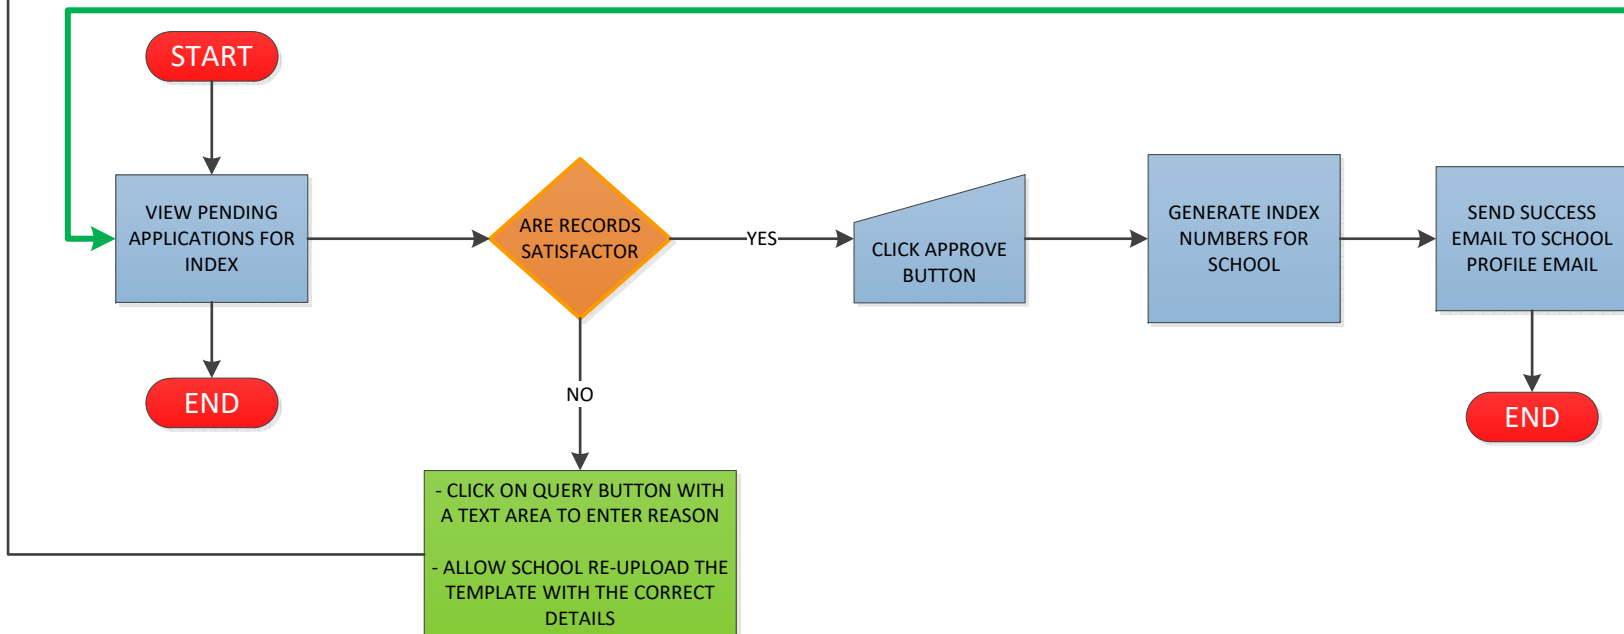 START
VIEW PENDING
APPLICATIONS FOR
INDEX
END
ARE RECORDS
SATISFACTOR
YES
NO
CLICK APPROVE
BUTTON
GENERATE INDEX
NUMBERS FOR
SCHOOL
SEND SUCCESS
EMAIL TO SCHOOL
PROFILE EMAIL
END
- CLICK ON QUERY BUTTON WITH
A TEXT AREA TO ENTER REASON
- ALLOW SCHOOL RE-UPLOAD THE
TEMPLATE WITH THE CORRECT
DETAILS